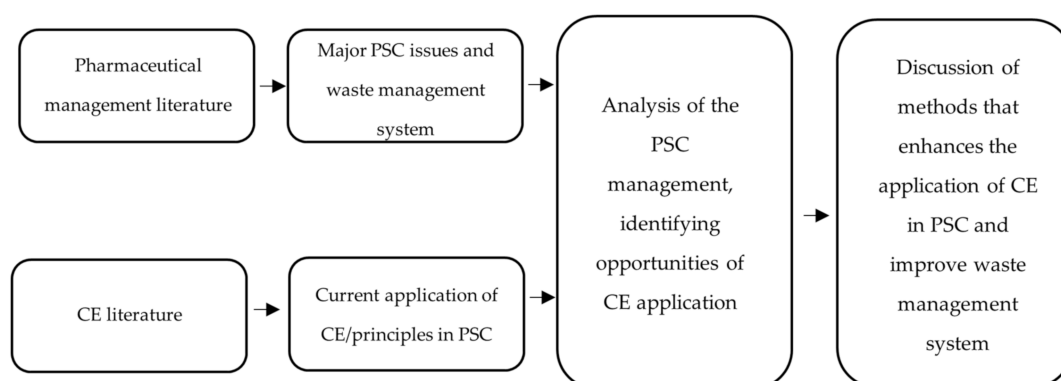 Pharmaceutical
management literature
Major PSC issues and
waste management
system
CE literature
Current application of
CE/principles in PSC
Analysis of the
PSC
management,
identifying
opportunities of
CE application
Discussion of
methods that
enhances the
application of CE
in PSC and
improve waste
management
system